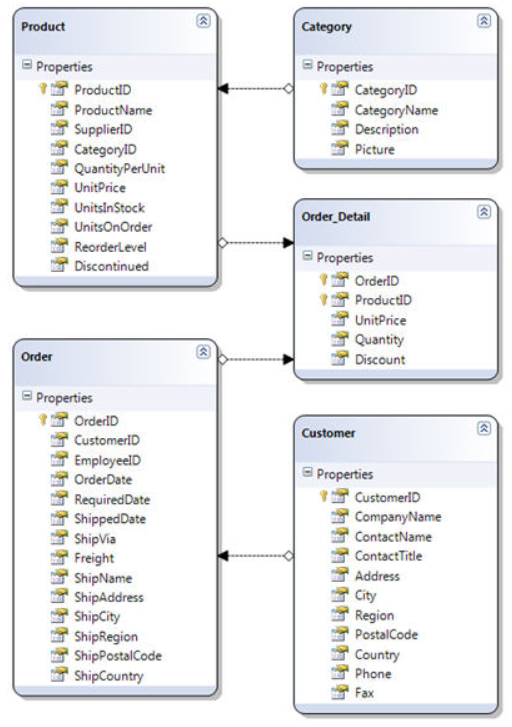 Product
Properties
ProductID
ProductName
SupplierID
CategoryID
QuantityPerUnit
UnitPrice
UnitsInStock
UnitsOnOrder
ReorderLevel
Discontinued
Category
Properties
CategoryID
CategoryName
Description
Picture
Order_Detail
Properties
OrderID
ProductID
UnitPrice
Quantity
Discount
Order
Properties
OrderID
CustomerID
EmployeeID
OrderDate
RequiredDate
ShippedDate
ShipVia
Freight
ShipName
ShipAddress
ShipCity
ShipRegion
ShipPostalCode
ShipCountry
Customer
Properties
CustomerID
CompanyName
ContactName
ContactTitle
Address
City
Region
PostalCode
Country
Phone
Fax